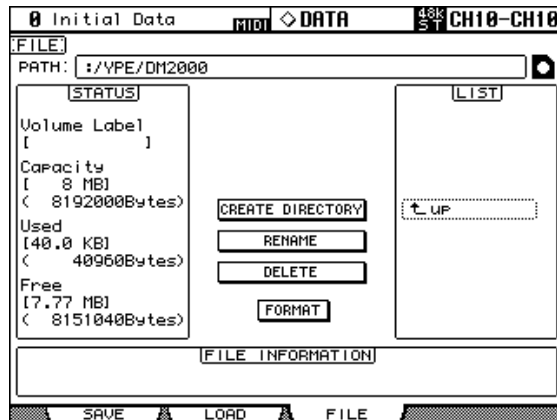 0 Initial Data MIDI ◇DATA 48K ST CH10-CH10
FILE
PATH: :/YPE/DM2000
STATUS
LIST
Volume Label
[ ]
Capacity
[ 8 MB]
( 8192000Bytes)
Used
[40.0 KB]
( 40960Bytes)
Free
[7.77 MB]
( 8151040Bytes)
CREATE DIRECTORY
RENAME
DELETE
FORMAT
UP
FILE INFORMATION
SAVE LOAD FILE